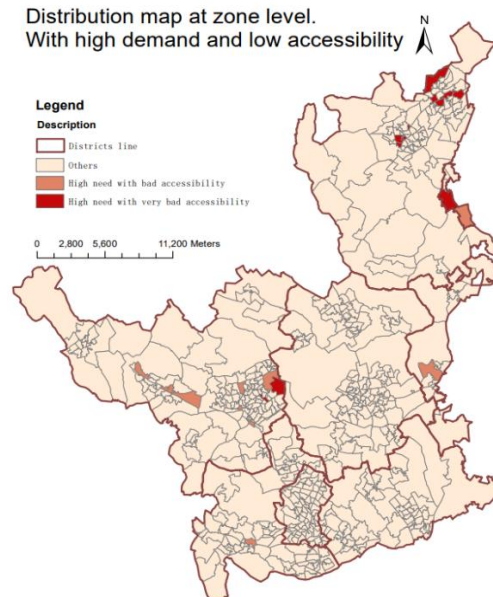 Distribution map at zone level.
With high demand and low accessibility
N
Legend
Description
Districts line
Others
High need with bad accessibility
High need with very bad accessibility
0 2,800 5,600 11,200 Meters